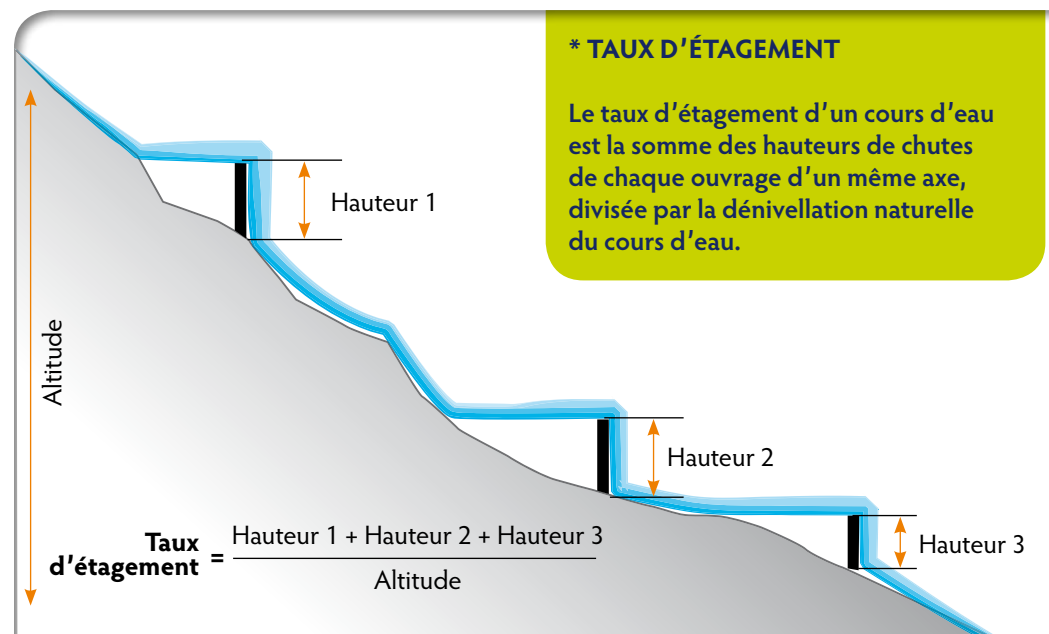 * TAUX D'ÉTAGEMENT
Le taux d'étagement d'un cours d'eau
est la somme des hauteurs de chutes
de chaque ouvrage d'un même axe,
divisée par la dénivellation naturelle
du cours d'eau.
Hauteur 1
Altitude
Hauteur 2
Hauteur 3
Taux
d'étagement = Hauteur 1 + Hauteur 2 + Hauteur 3
Altitude